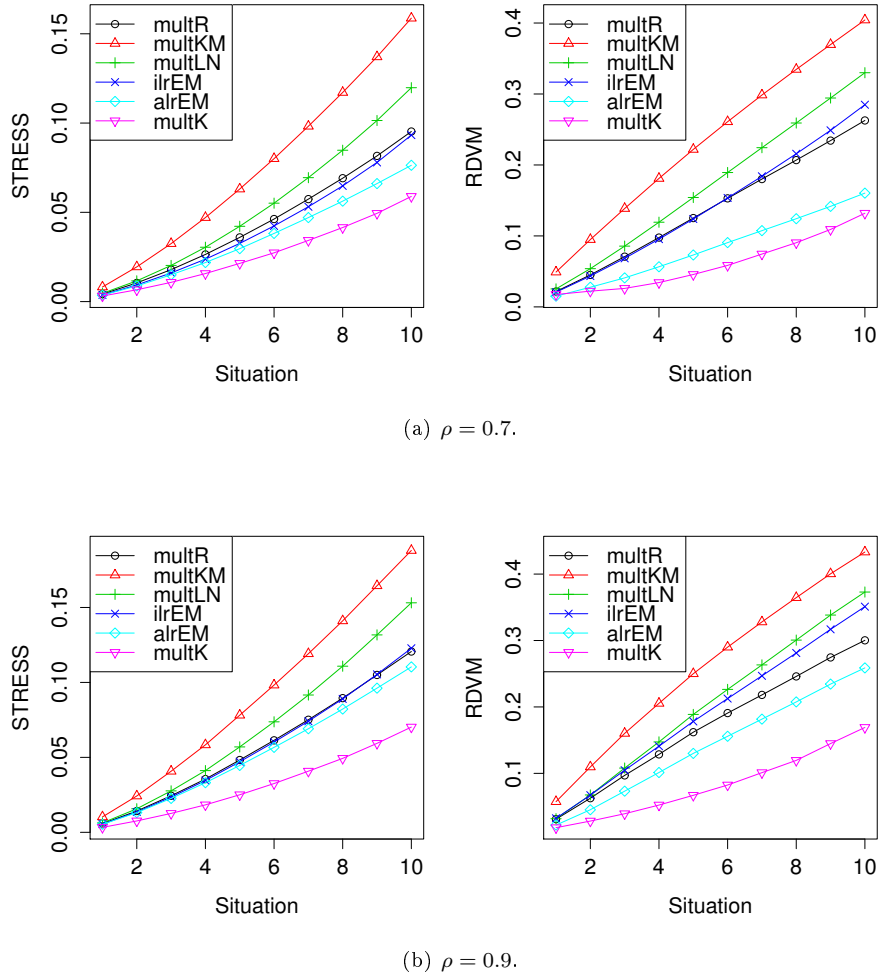 multR
multKM
multLN
ilrEM
alrEM
multK
STRESS
0.00 0.05 0.10 0.15
2 4 6 8 10
Situation
multR
multKM
multLN
ilrEM
alrEM
multK
RDVM
0.0 0.1 0.2 0.3 0.4
2 4 6 8 10
Situation
(a) ρ = 0.7.
multR
multKM
multLN
ilrEM
alrEM
multK
STRESS
0.00 0.05 0.10 0.15
2 4 6 8 10
Situation
multR
multKM
multLN
ilrEM
alrEM
multK
RDVM
0.1 0.2 0.3 0.4
2 4 6 8 10
Situation
(b) ρ = 0.9.